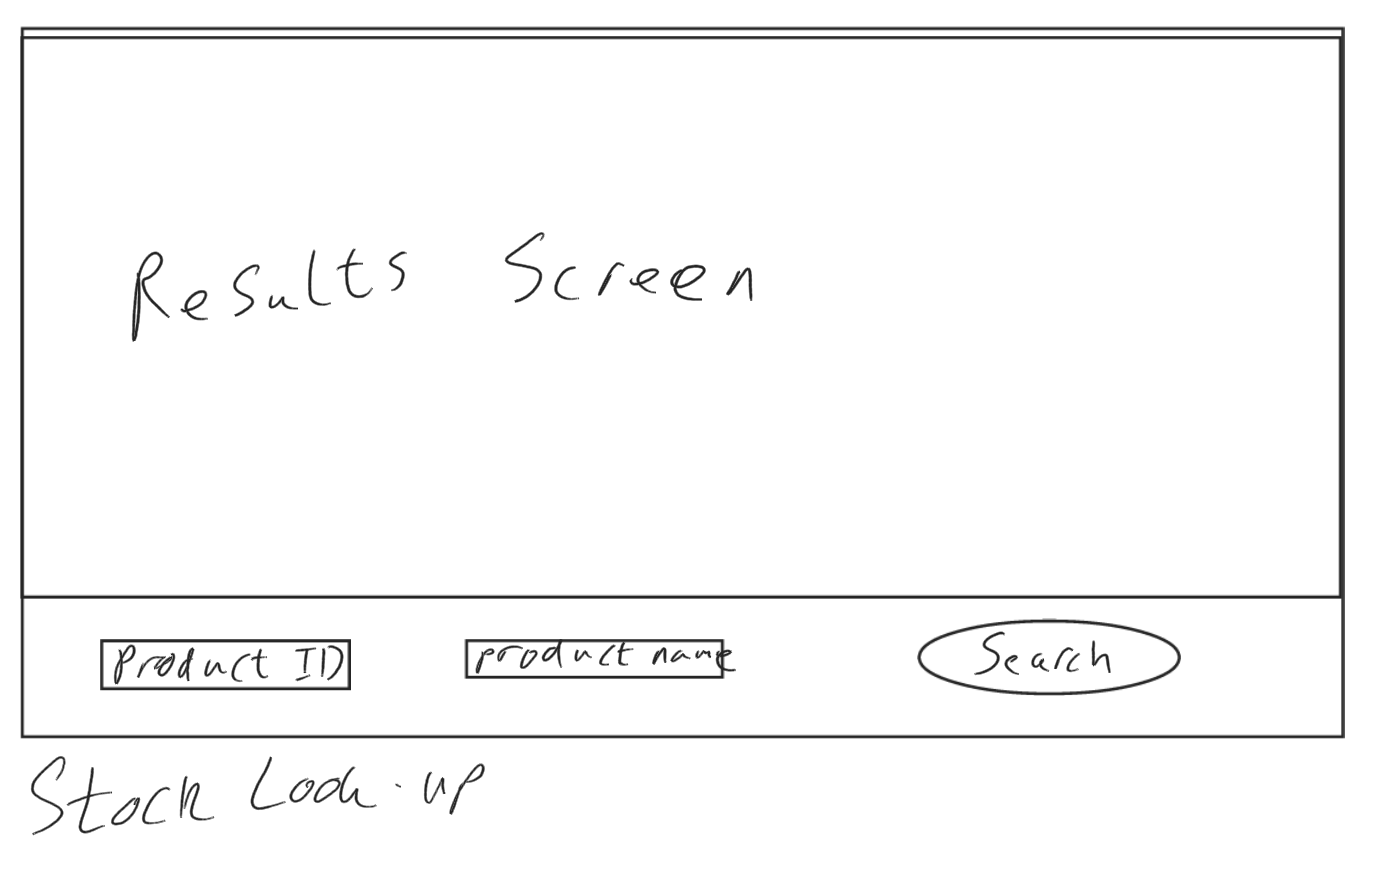 Results Screen
Product ID product name Search
Stock Look-up